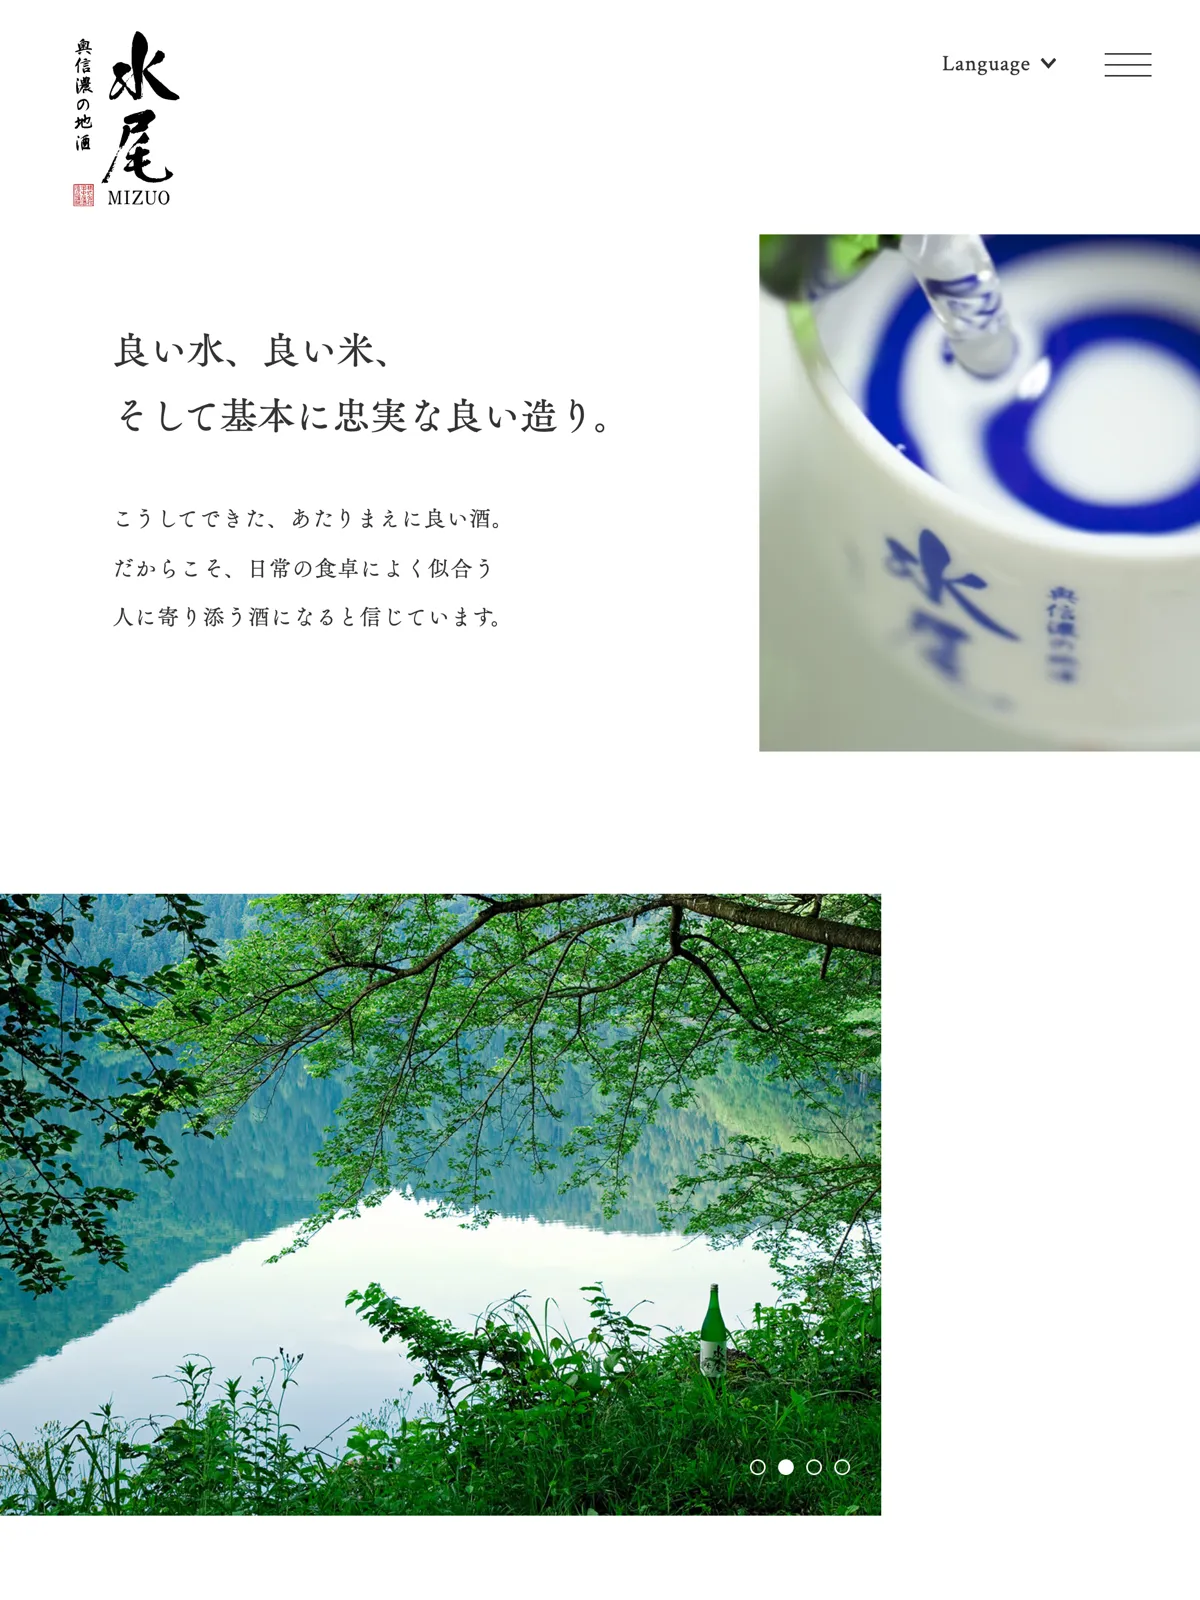 奥信濃の地酒
水尾
MIZUO
Language
良い水、良い米、
そして基本に忠実な良い造り。
こうしてできた、あたりまえに良い酒。
だからこそ、日常の食卓によく似合う
人に寄り添う酒になると信じています。
水尾
奥信濃の地酒
水尾